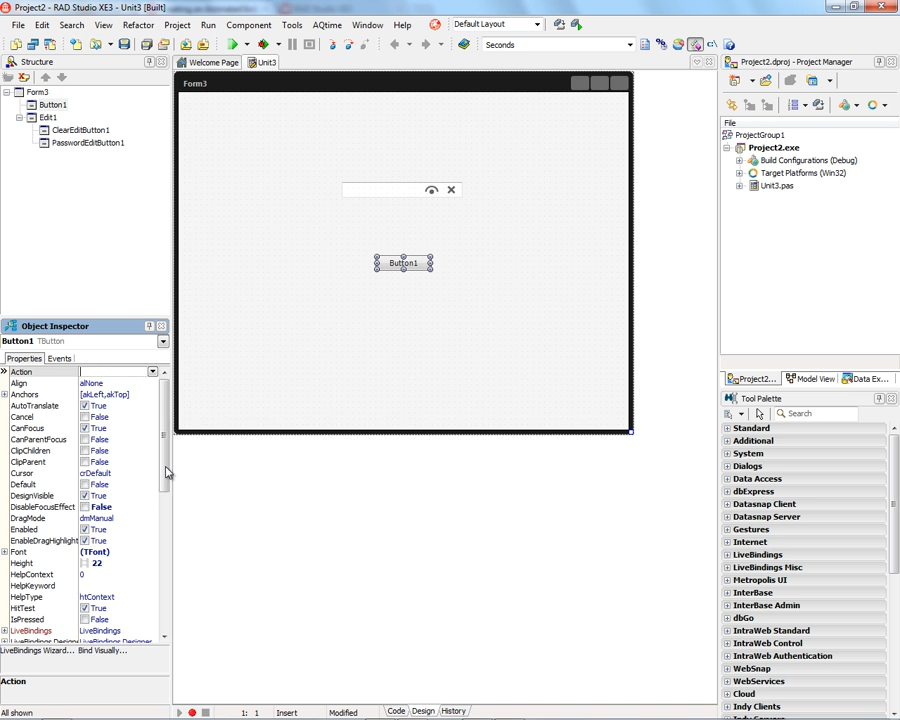 Project2 - RAD Studio XE3 - Unit3 [Built]
File Edit Search View Refactor Project Run Component Tools AQtime Window Help Default Layout
Seconds
Structure
Form3
Button1
Edit1
ClearEditButton1
PasswordEditButton1
Welcome Page Unit3
Form3
Button1
Object Inspector
Button1 TButton
Properties Events
Action
Align alNone
Anchors [akLeft,akTop]
AutoTranslate True
Cancel False
CanFocus True
CanParentFocus False
ClipChildren False
ClipParent False
Cursor crDefault
Default False
DesignVisible True
DisableFocusEffect False
DragMode dmManual
Enabled True
EnableDragHighlight True
Font (TFont)
Height 22
HelpContext 0
HelpKeyword
HelpType htContext
HitTest True
IsPressed False
LiveBindings LiveBindings
LiveBindings Designer LiveBindings Designer
LiveBindings Wizard... Bind Visually...
Action
All shown
1: 1 Insert Modified Code Design History
Project2.dproj - Project Manager
File
ProjectGroup1
Project2.exe
Build Configurations (Debug)
Target Platforms (Win32)
Unit3.pas
Project2... Model View Data Ex...
Tool Palette
Search
Standard
Additional
System
Dialogs
Data Access
dbExpress
Datasnap Client
Datasnap Server
Gestures
Internet
LiveBindings
LiveBindings Misc
Metropolis UI
InterBase
InterBase Admin
dbGo
IntraWeb Standard
IntraWeb Control
IntraWeb Authentication
WebSnap
WebServices
Cloud
Indy Clients
Indy Servers